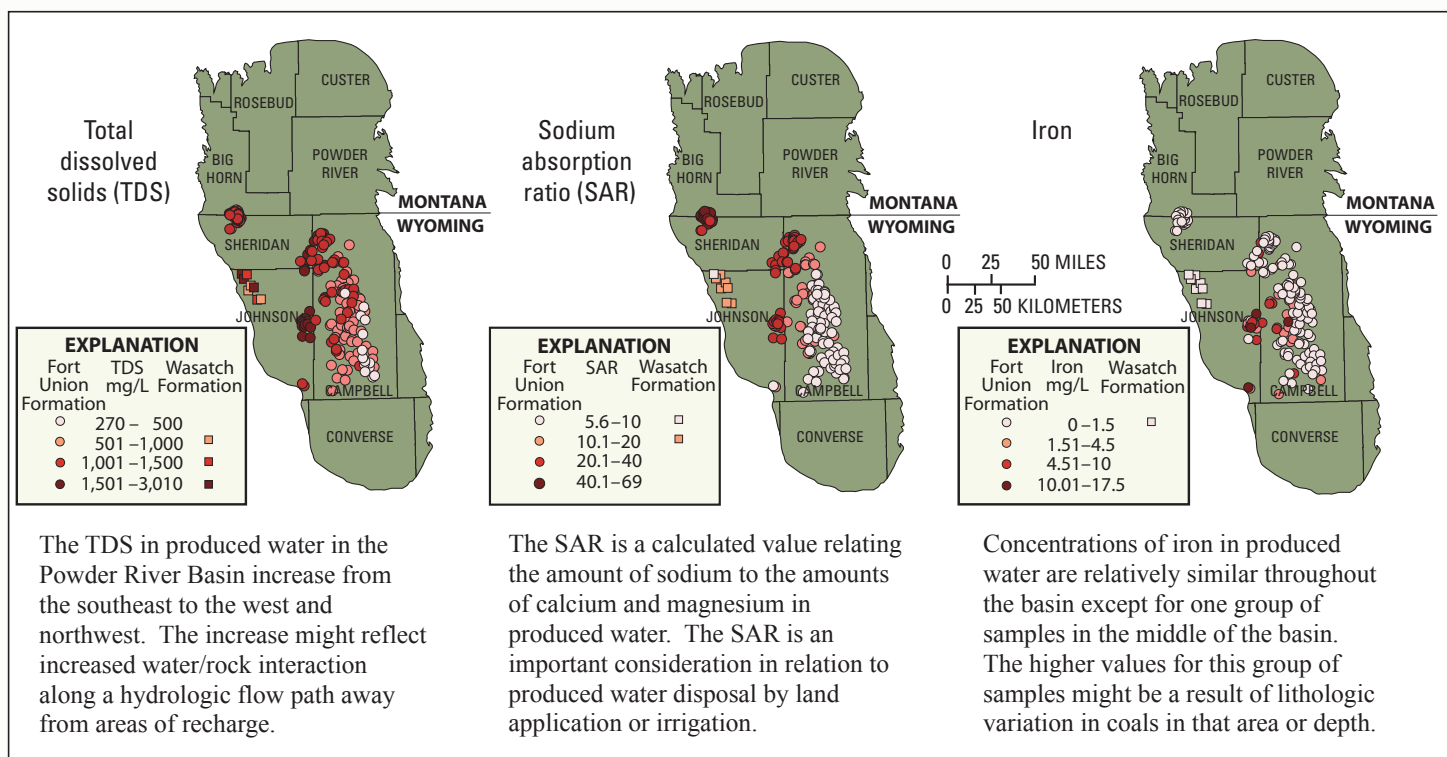 Total
dissolved
solids (TDS)
CUSTER
ROSEBUD
BIG
HORN
POWDER
RIVER
MONTANA
WYOMING
SHERIDAN
JOHNSON
CAMPBELL
CONVERSE
EXPLANATION
Fort Union Formation TDS mg/L Wasatch Formation
270 – 500
501 –1,000
1,001 –1,500
1,501 –3,010
The TDS in produced water in the
Powder River Basin increase from
the southeast to the west and
northwest. The increase might reflect
increased water/rock interaction
along a hydrologic flow path away
from areas of recharge.
Sodium
absorption
ratio (SAR)
CUSTER
ROSEBUD
BIG
HORN
POWDER
RIVER
MONTANA
WYOMING
SHERIDAN
JOHNSON
CAMPBELL
CONVERSE
EXPLANATION
Fort Union Formation SAR Wasatch Formation
5.6–10
10.1–20
20.1–40
40.1–69
The SAR is a calculated value relating
the amount of sodium to the amounts
of calcium and magnesium in
produced water. The SAR is an
important consideration in relation to
produced water disposal by land
application or irrigation.
0 25 50 MILES
0 25 50 KILOMETERS
Iron
CUSTER
ROSEBUD
BIG
HORN
POWDER
RIVER
MONTANA
WYOMING
SHERIDAN
JOHNSON
CAMPBELL
CONVERSE
EXPLANATION
Fort Union Formation Iron mg/L Wasatch Formation
0 –1.5
1.51–4.5
4.51–10
10.01–17.5
Concentrations of iron in produced
water are relatively similar throughout
the basin except for one group of
samples in the middle of the basin.
The higher values for this group of
samples might be a result of lithologic
variation in coals in that area or depth.